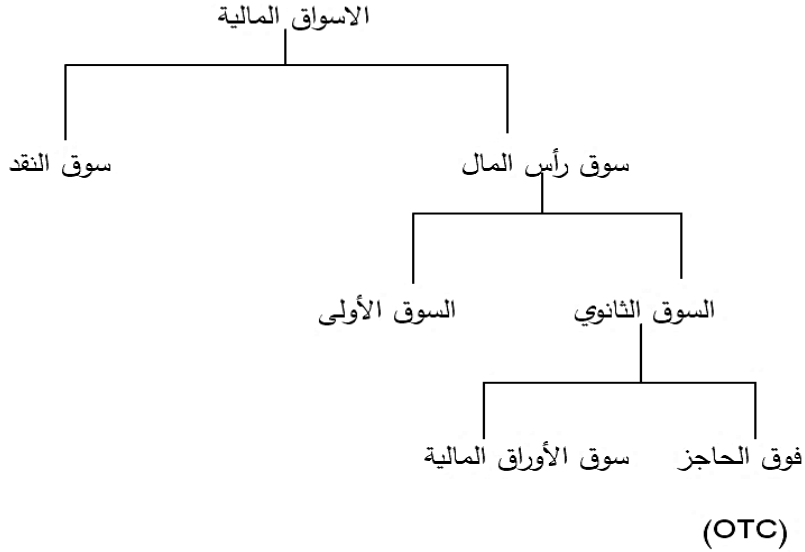 الاسواق المالية
سوق رأس المال
سوق النقد
السوق الثانوي
السوق الأولى
فوق الحاجز
سوق الأوراق المالية
(OTC)